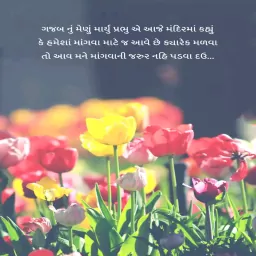 ગજબ નું મેણું માર્યુ પ્રભુ એ આજે મંદિરમાં કહ્યું
કે હમેશાં માંગવા માટે જ આવે છે ક્યારેક મળવા
તો આવ મને માંગવાની જરુર નહિ પડવા દઉ...